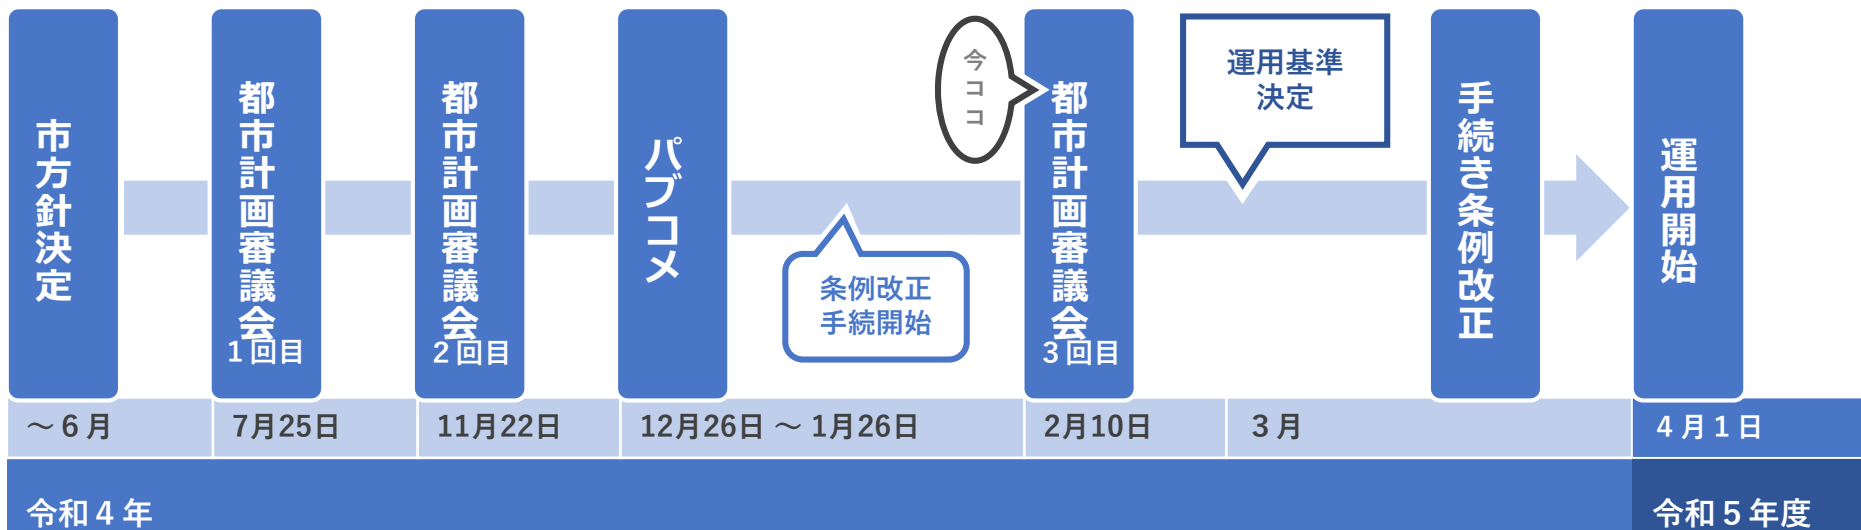 市方針決定
都市計画審議会
1回目
都市計画審議会
2回目
パブコメ
条例改正
手続開始
今ココ
都市計画審議会
3回目
運用基準
決定
手続き条例改正
運用開始
～6月
7月25日
11月22日
12月26日 ～ 1月26日
2月10日
3月
4月1日
令和4年
令和5年度